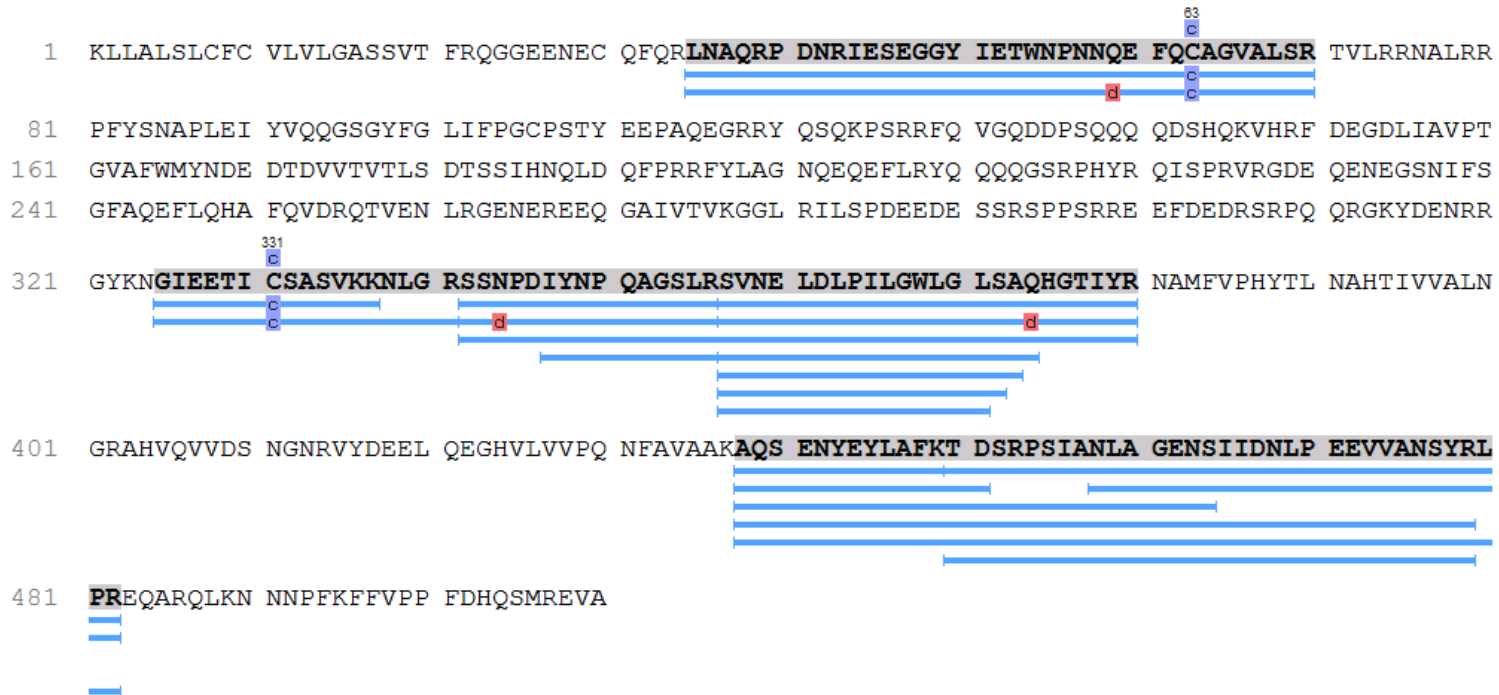 63
c
1 KLLALSLCFC VLVLGASSVT FRQGGEENEC QFQRLNAQRP DNRIESEGGY IETWNPNNQE FQCAGVALSR TVLRRNALRR
c
d c
81 PFYSNAPLEI YVQQGSGYFG LIFPGCPSTY EEPAQEGRRY QSQKPSRRFQ VGQDDPSQQQ QDSHQKVHRF DEGDLIAVPT
161 GVAFWMYNDE DTDVVTVTLS DTSSIHNQLD QFPRRFYLAG NQEQEFLRYQ QQQGSRPHYR QISPRVRGDE QENEGSNIFS
241 GFAQEFLQHA FQVDRQTVEN LRGENEREEQ GAIVTVKGGL RILSPDEEDE SSRSPPSRRE EFDEDRSRPQ QRGKYDENRR
331
c
321 GYKNGIEETI CSASVKKNLG RSSNPDIYNP QAGSLRSVNE LDLPILGWLG LSAQHGTIYR NAMFVPHYTL NAHTIVVALN
c
c d d
401 GRAHVQVVDS NGNRVYDEEL QEGHVLVVPQ NFAVAAKAQS ENYEYLAFKT DSRPSIANLA GENSIIDNLP EEVVANSYRL
481 PREQARQLKN NNPFKFFVPP FDHQSMREVA